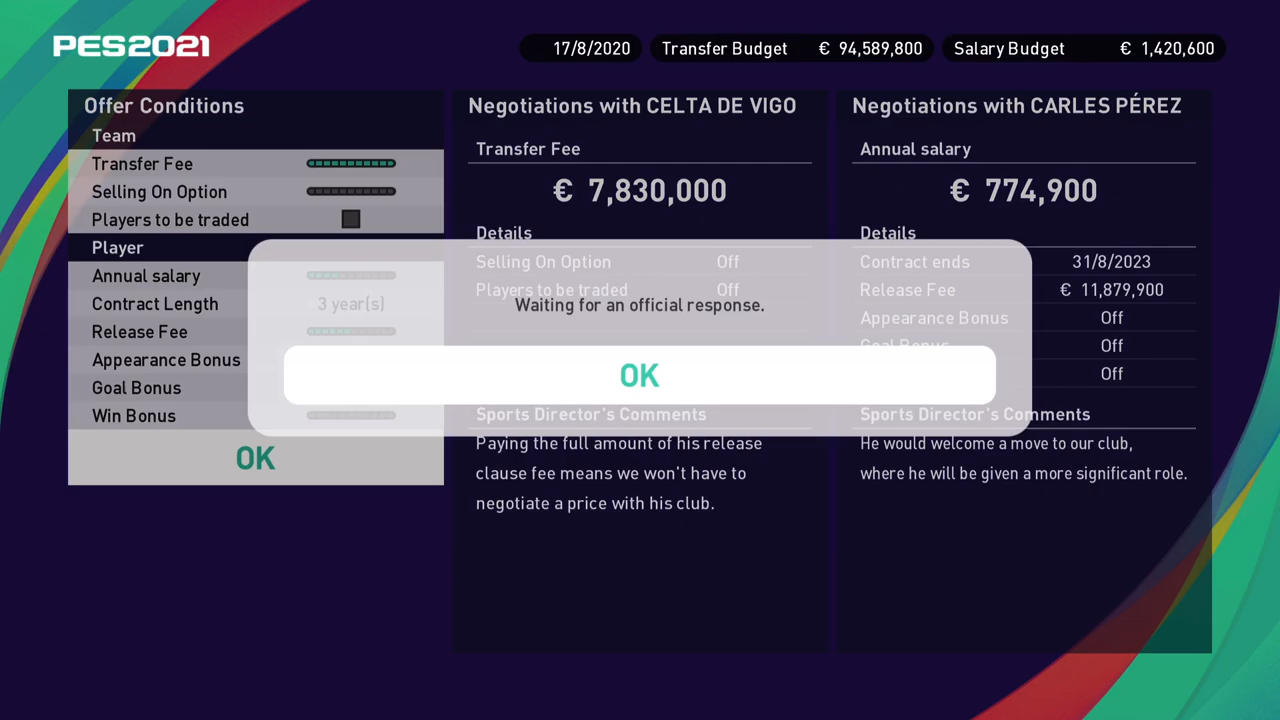 PES2021
17/8/2020
Transfer Budget € 94,589,800
Salary Budget € 1,420,600
Offer Conditions
Team
Transfer Fee
Selling On Option
Players to be traded
Player
Annual salary
Contract Length 3 year(s)
Release Fee
Appearance Bonus
Goal Bonus
Win Bonus
OK
Negotiations with CELTA DE VIGO
Transfer Fee
€ 7,830,000
Details
Selling On Option Off
Players to be traded Off
Sports Director's Comments
Paying the full amount of his release
clause fee means we won't have to
negotiate a price with his club.
Negotiations with CARLES PÉREZ
Annual salary
€ 774,900
Details
Contract ends 31/8/2023
Release Fee € 11,879,900
Appearance Bonus Off
Goal Bonus Off
Off
Sports Director's Comments
He would welcome a move to our club,
where he will be given a more significant role.
Waiting for an official response.
OK